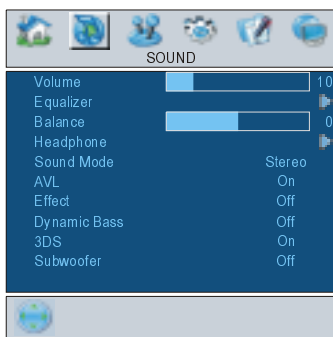 SOUND
Volume 10
Equalizer
Balance 0
Headphone
Sound Mode Stereo
AVL On
Effect Off
Dynamic Bass Off
3DS On
Subwoofer Off